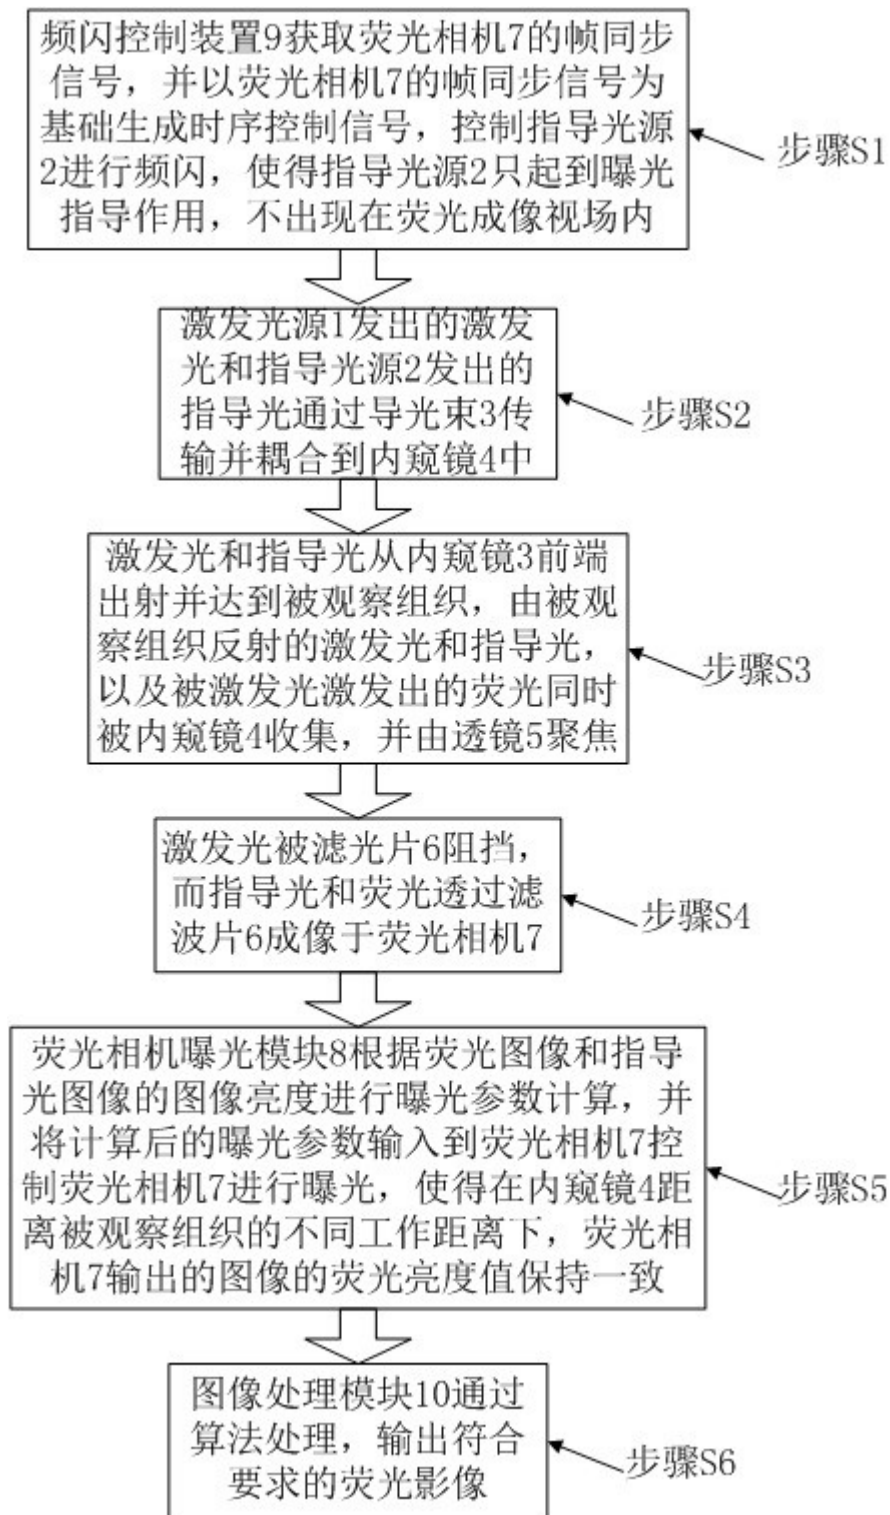 频闪控制装置9获取荧光相机7的帧同步
信号，并以荧光相机7的帧同步信号为
基础生成时序控制信号，控制指导光源
2进行频闪，使得指导光源2只起到曝光
指导作用，不出现在荧光成像视场内
步骤S1
激发光源1发出的激发
光和指导光源2发出的
指导光通过导光束3传
输并耦合到内窥镜4中
步骤S2
激发光和指导光从内窥镜3前端
出射并达到被观察组织，由被观
察组织反射的激发光和指导光，
以及被激发光激发出的荧光同时
被内窥镜4收集，并由透镜5聚焦
步骤S3
激发光被滤光片6阻挡，
而指导光和荧光透过滤
波片6成像于荧光相机7
步骤S4
荧光相机曝光模块8根据荧光图像和指导
光图像的图像亮度进行曝光参数计算，并
将计算后的曝光参数输入到荧光相机7控
制荧光相机7进行曝光，使得在内窥镜4距
离被观察组织的不同工作距离下，荧光相
机7输出的图像的荧光亮度值保持一致
步骤S5
图像处理模块10通过
算法处理，输出符合
要求的荧光影像
步骤S6